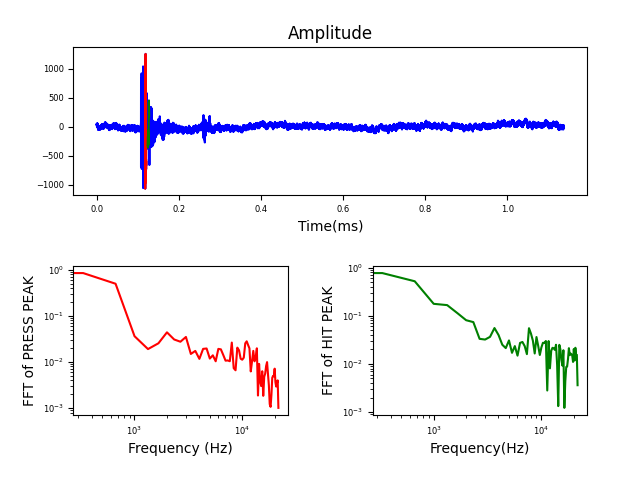 Amplitude
1000
500
0
−500
−1000
0.0 0.2 0.4 0.6 0.8 1.0
Time(ms)
FFT of PRESS PEAK
10⁰
10⁻¹
10⁻²
10⁻³
10³ 10⁴
Frequency (Hz)
FFT of HIT PEAK
10⁰
10⁻¹
10⁻²
10⁻³
10³ 10⁴
Frequency(Hz)